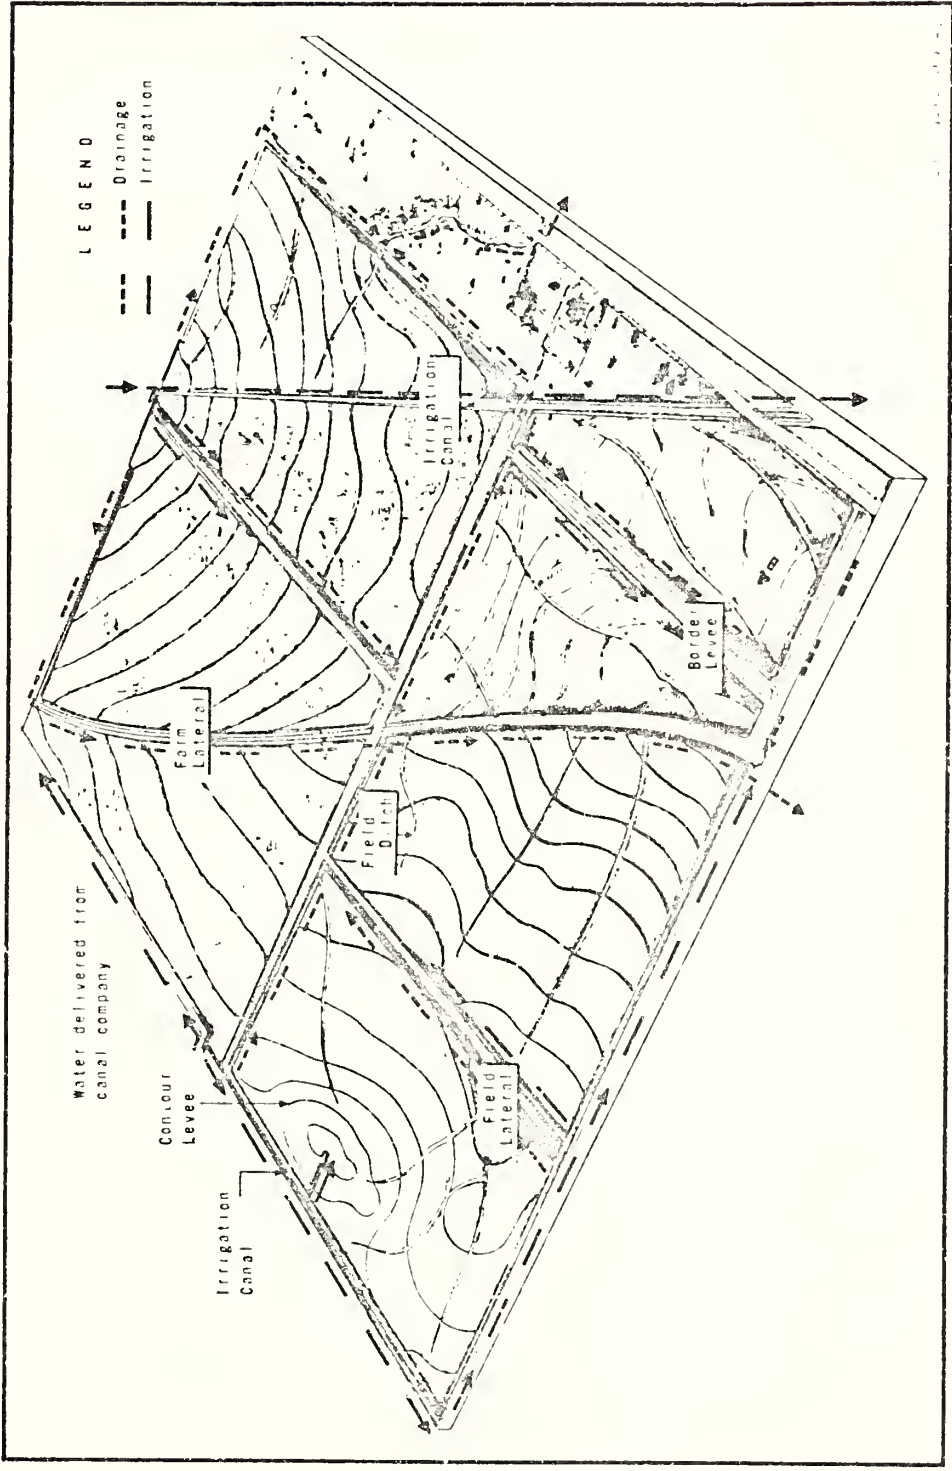 LEGEND
Drainage
Irrigation
Water delivered from
canal company
Contour
Levee
Irrigation
Canal
Farm
Lateral
Irrigation
Canal
Field
Ditch
Border
Levee
Field
Lateral